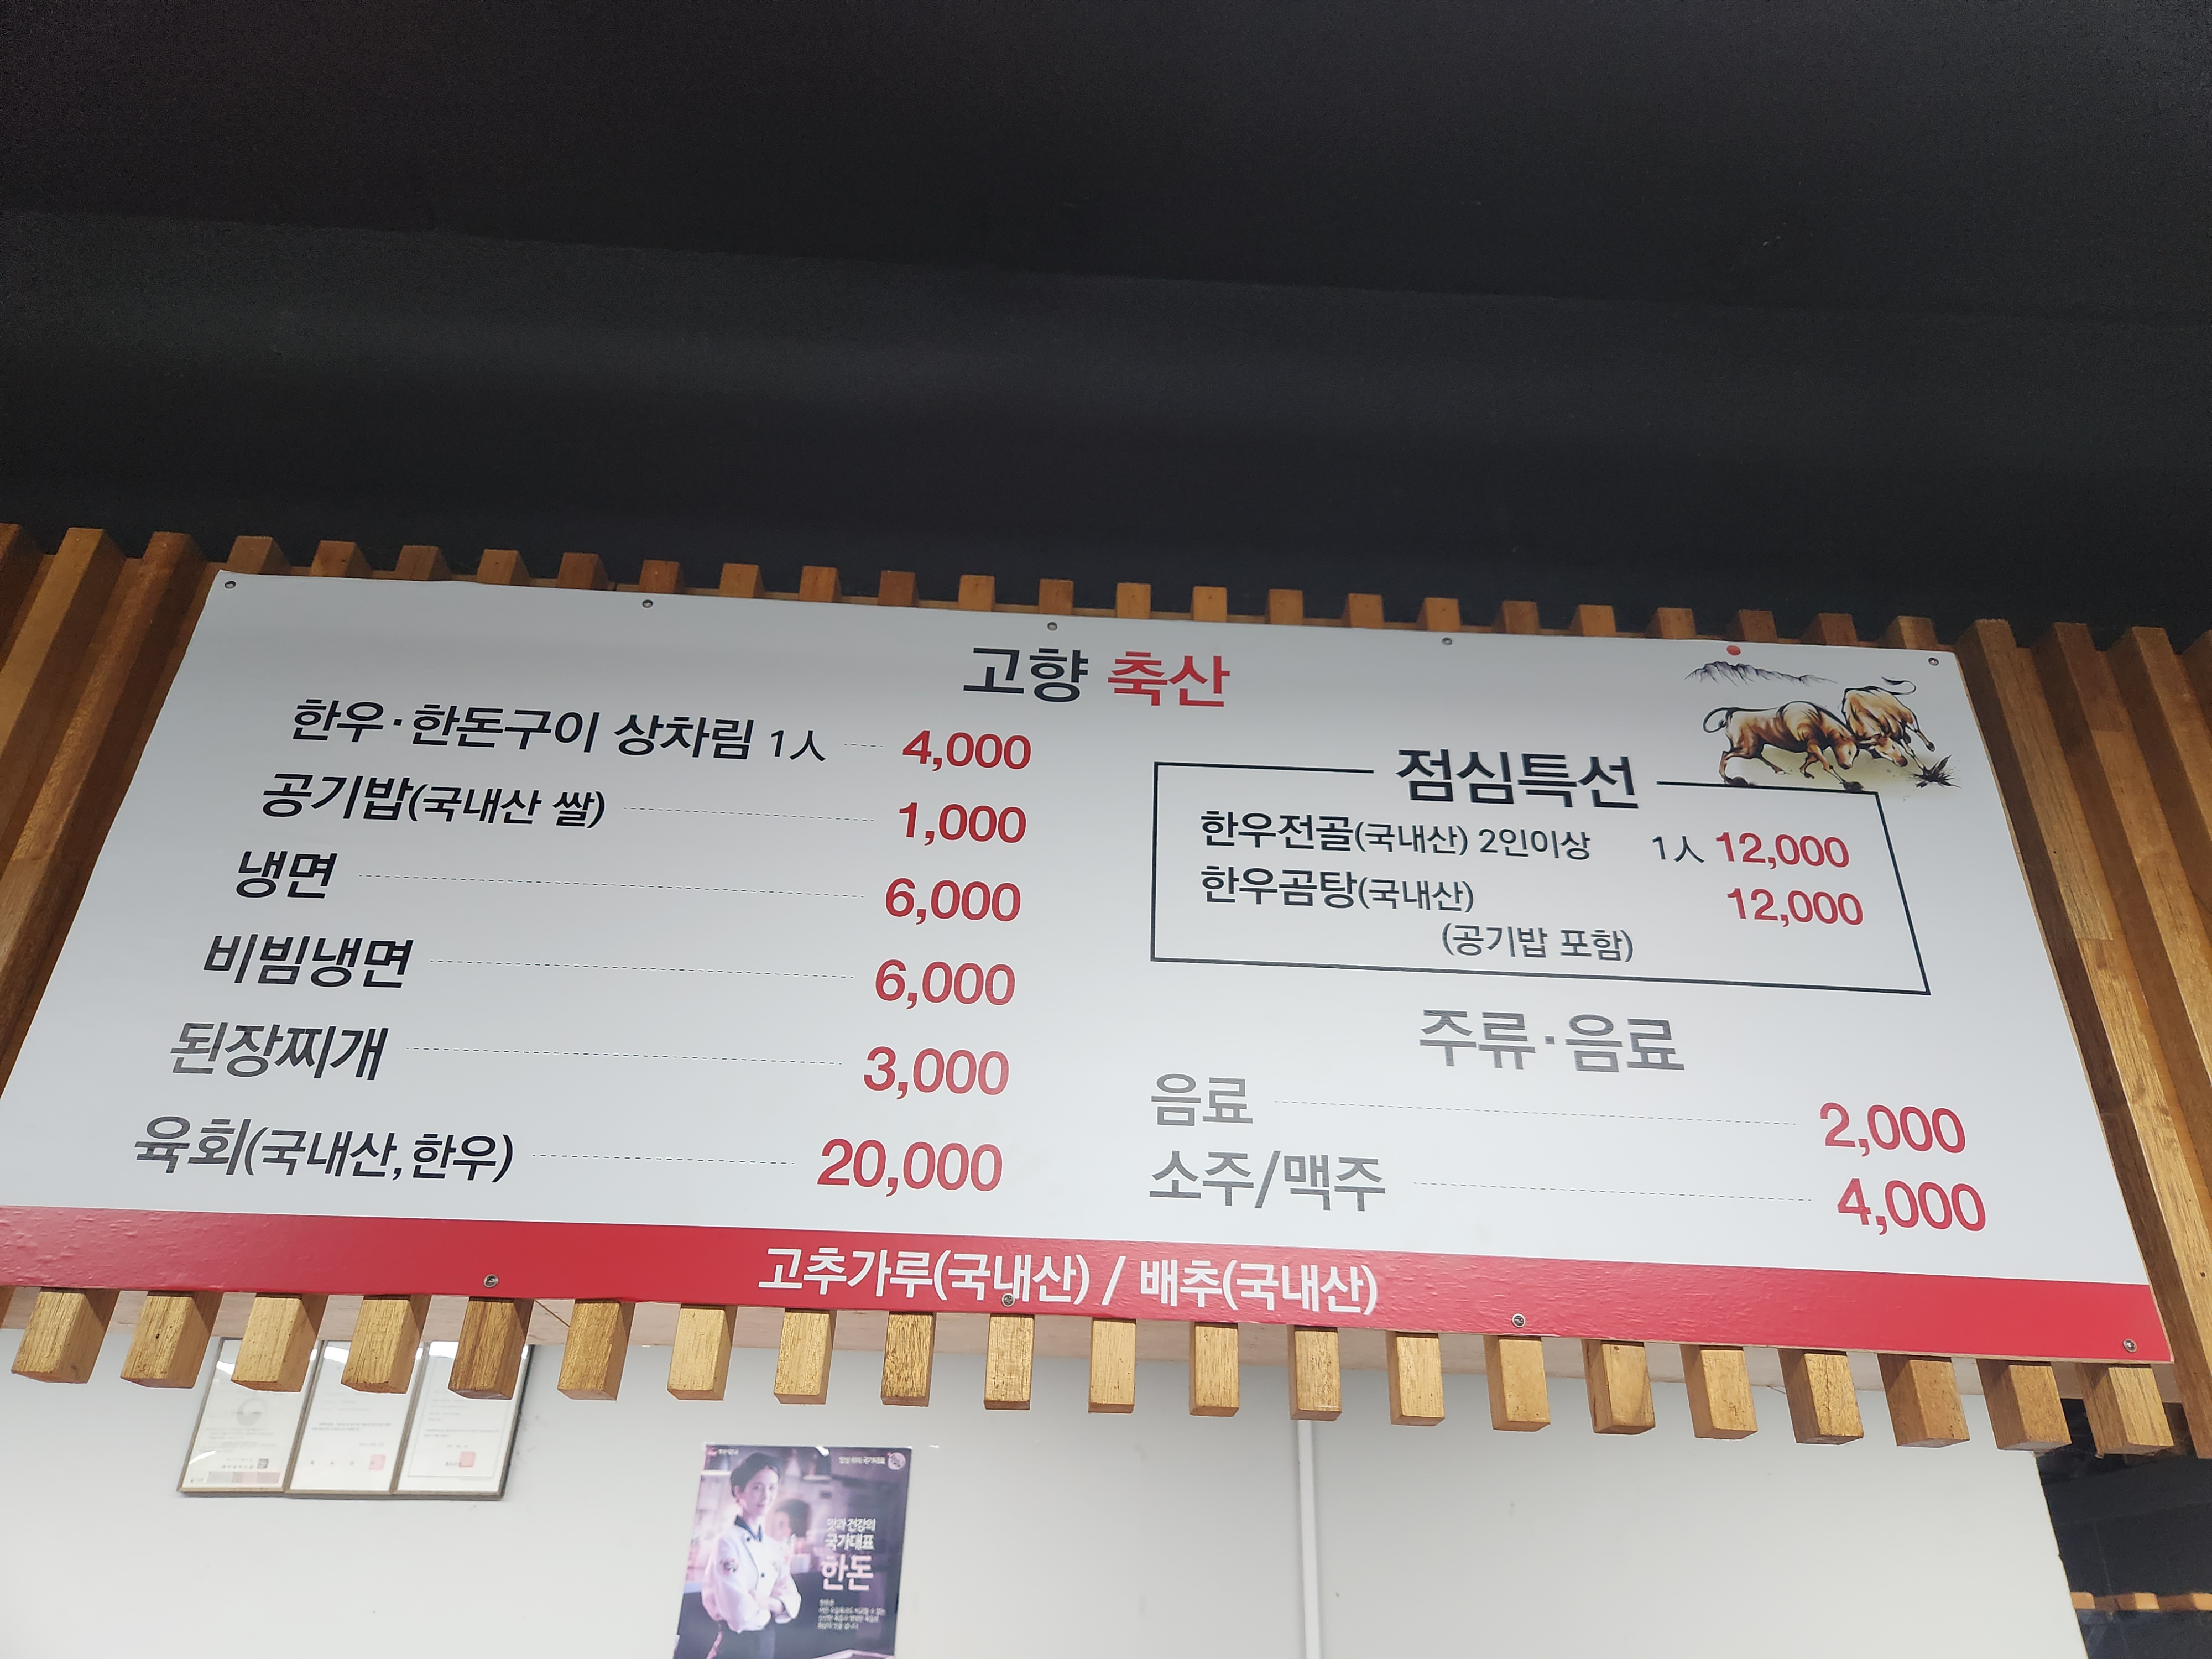 고향 축산
한우·한돈구이 상차림 1人 4,000
공기밥(국내산 쌀) 1,000
냉면 6,000
비빔냉면 6,000
된장찌개 3,000
육회(국내산,한우) 20,000
점심특선
한우전골(국내산) 2인이상 1人 12,000
한우곰탕(국내산) 12,000
(공기밥 포함)
주류·음료
음료 2,000
소주/맥주 4,000
고추가루(국내산) / 배추(국내산)
맛과 건강의
국가대표
한돈